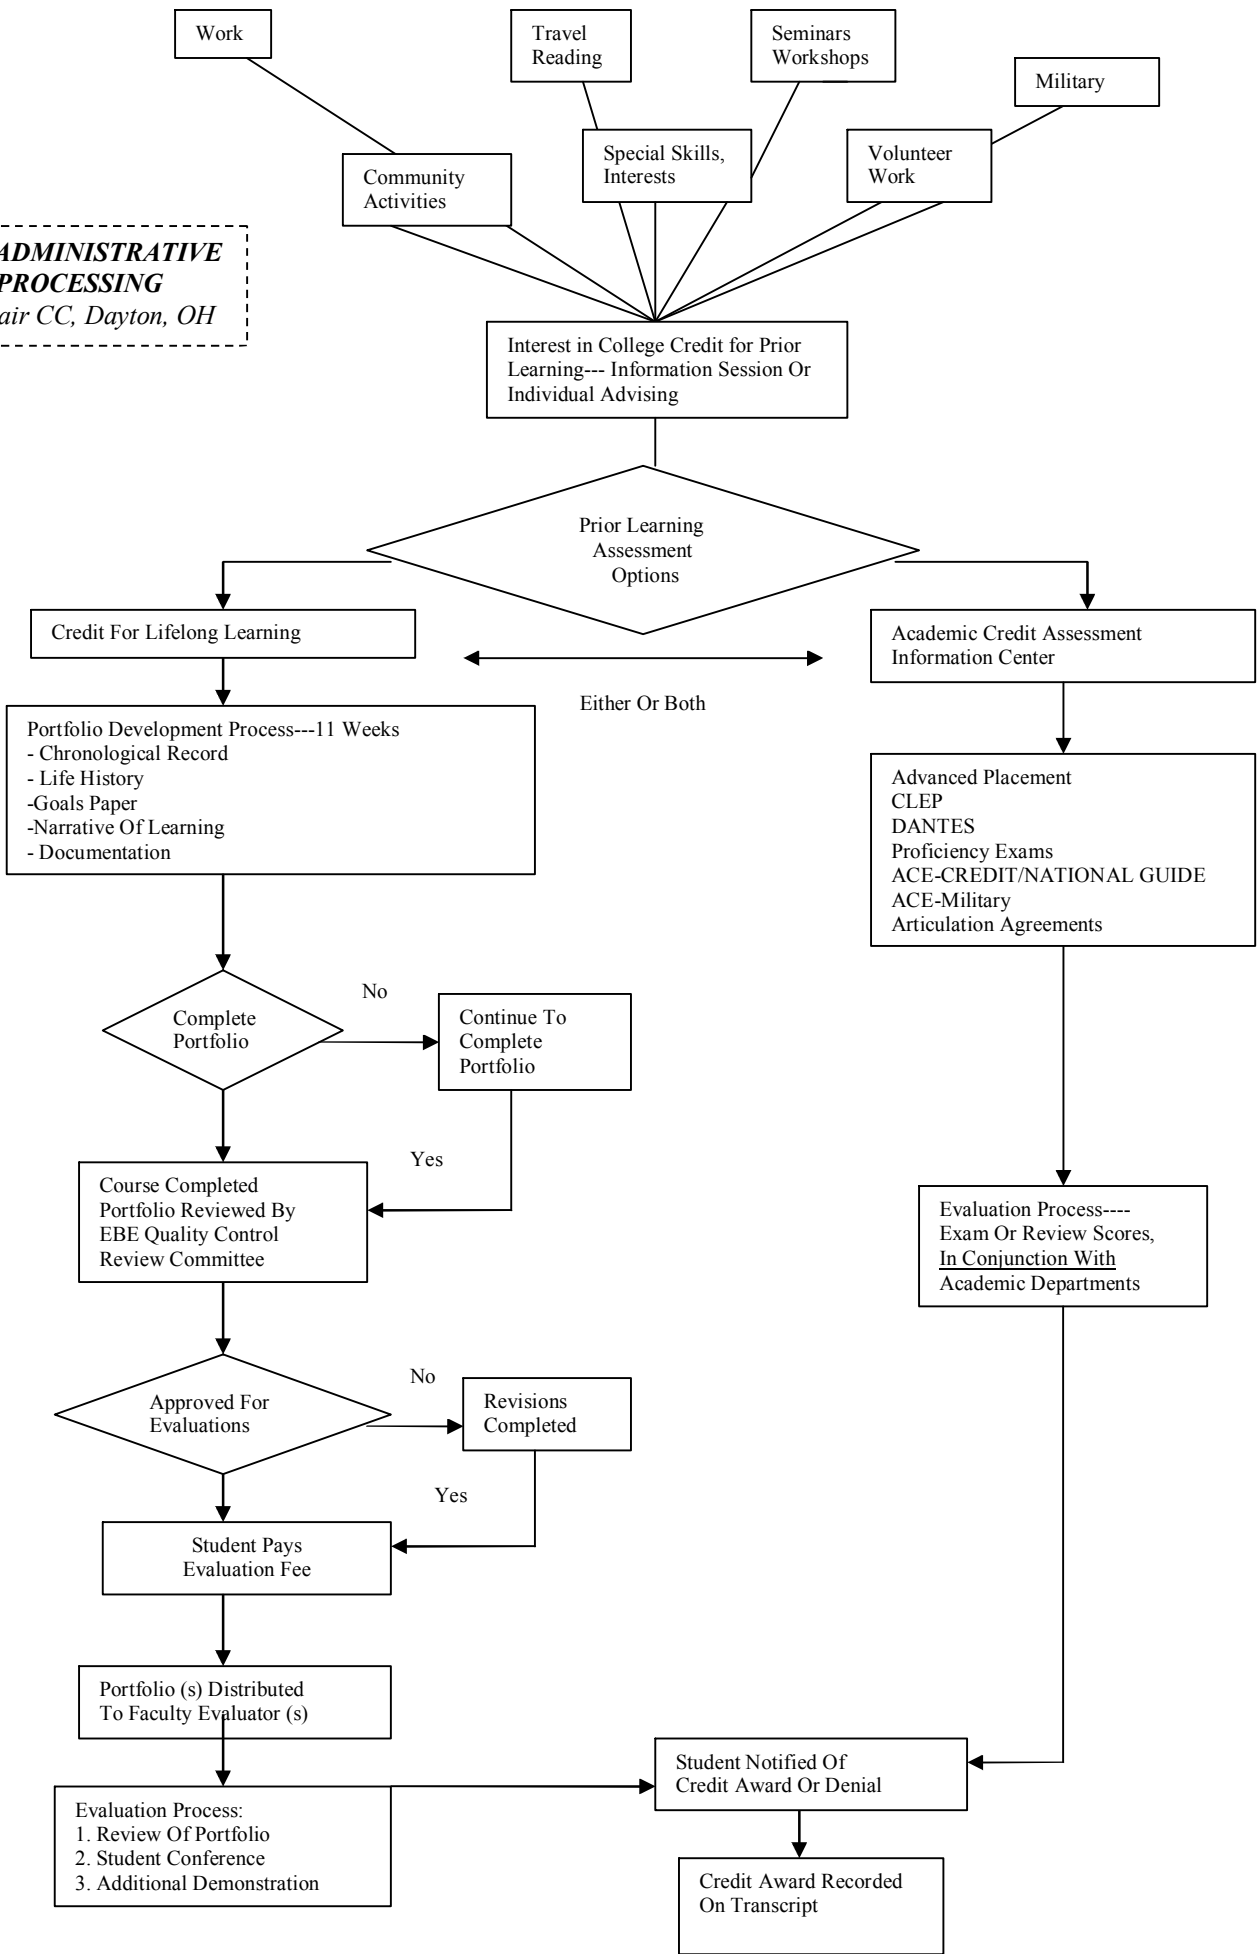 Work
Travel
Reading
Seminars
Workshops
Military
Community
Activities
Special Skills,
Interests
Volunteer
Work
ADMINISTRATIVE
PROCESSING
air CC, Dayton, OH
Interest in College Credit for Prior
Learning--- Information Session Or
Individual Advising
Prior Learning
Assessment
Options
Credit For Lifelong Learning
Academic Credit Assessment
Information Center
Either Or Both
Portfolio Development Process---11 Weeks
- Chronological Record
- Life History
-Goals Paper
-Narrative Of Learning
- Documentation
Advanced Placement
CLEP
DANTES
Proficiency Exams
ACE-CREDIT/NATIONAL GUIDE
ACE-Military
Articulation Agreements
Complete
Portfolio
No
Continue To
Complete
Portfolio
Yes
Course Completed
Portfolio Reviewed By
EBE Quality Control
Review Committee
Evaluation Process----
Exam Or Review Scores,
In Conjunction With
Academic Departments
Approved For
Evaluations
No
Revisions
Completed
Yes
Student Pays
Evaluation Fee
Portfolio (s) Distributed
To Faculty Evaluator (s)
Student Notified Of
Credit Award Or Denial
Evaluation Process:
1. Review Of Portfolio
2. Student Conference
3. Additional Demonstration
Credit Award Recorded
On Transcript